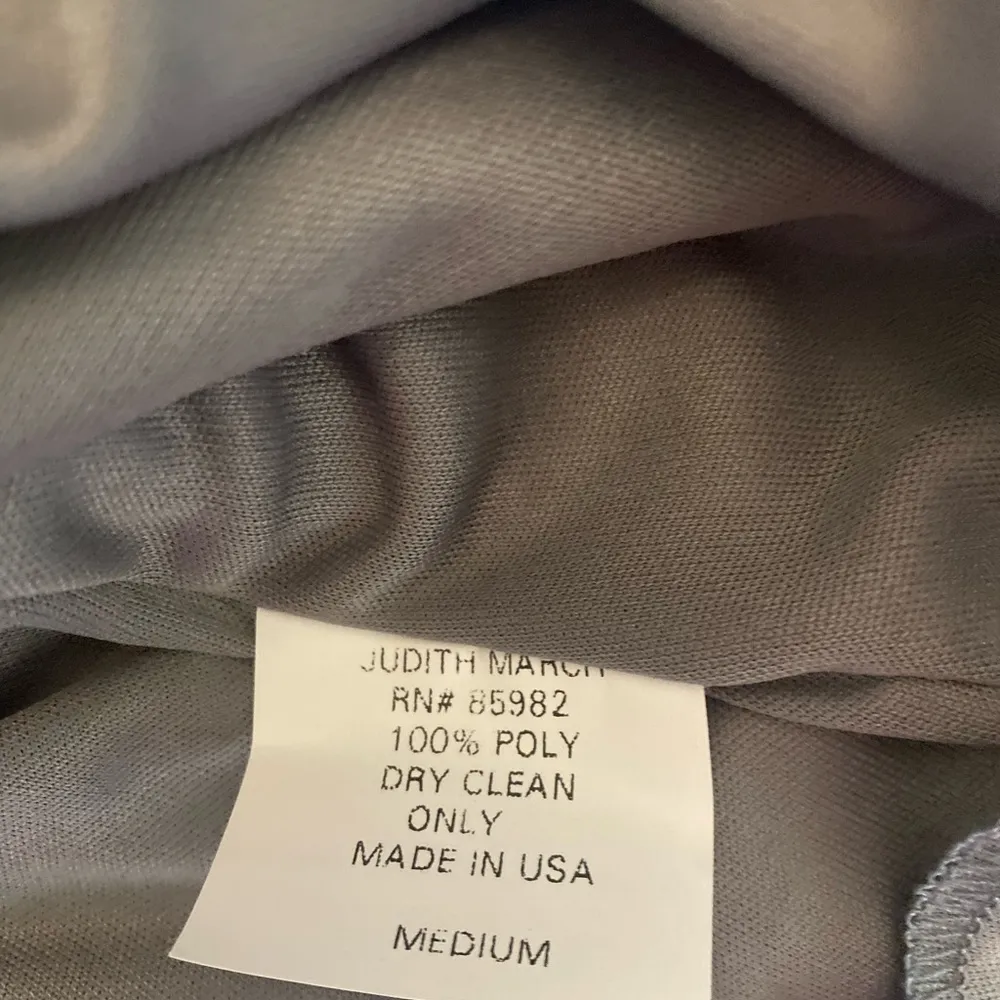 JUDITH MARCH
RN# 85982
100% POLY
DRY CLEAN
ONLY
MADE IN USA
MEDIUM